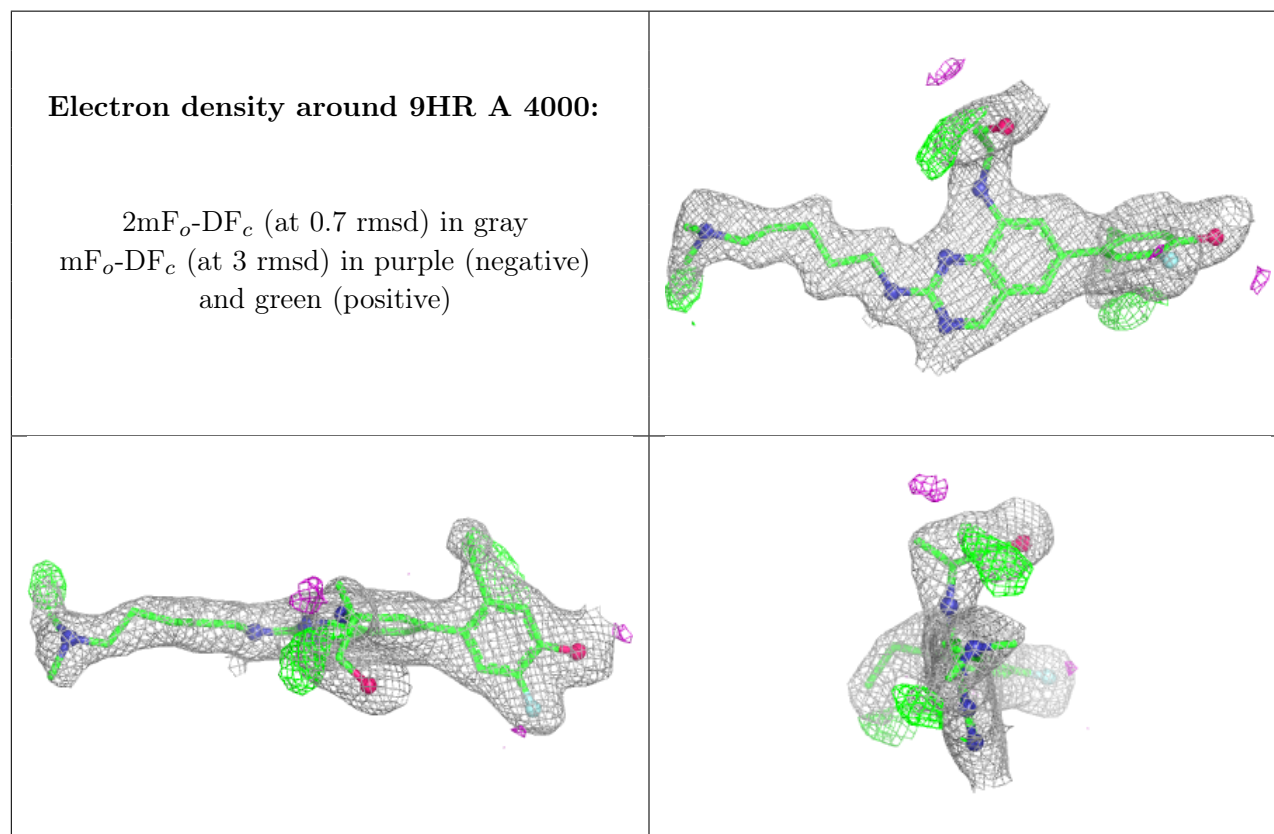 Electron density around 9HR A 4000:
2mFo-DFc (at 0.7 rmsd) in gray
mFo-DFc (at 3 rmsd) in purple (negative)
and green (positive)